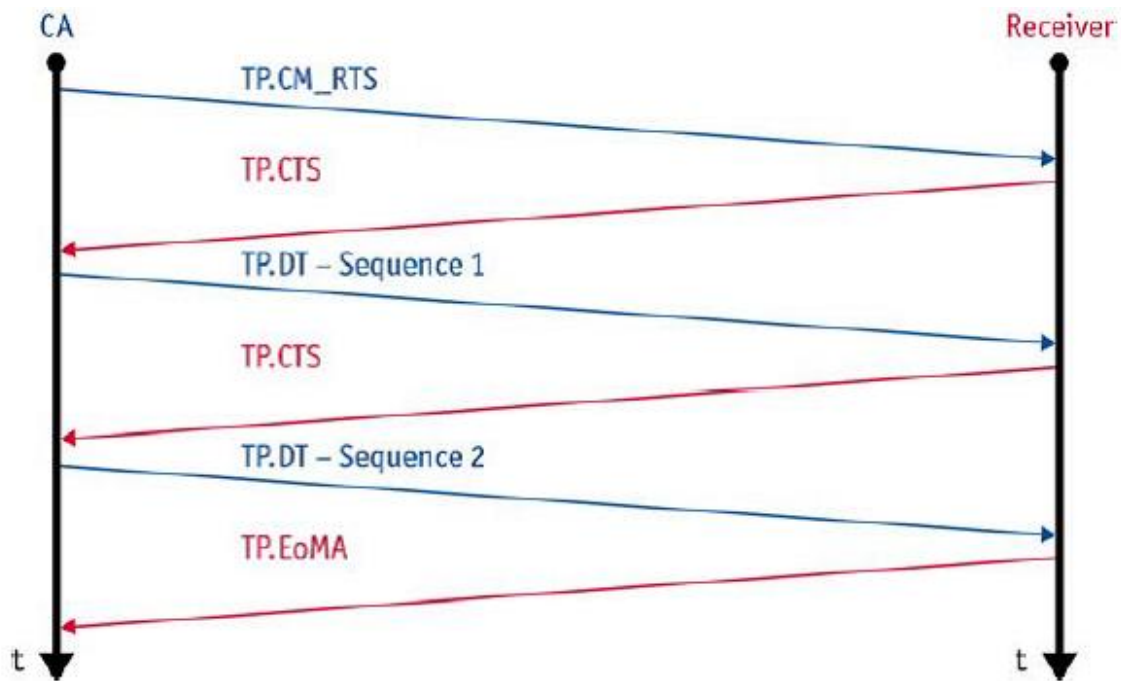 CA
Receiver
TP.CM_RTS
TP.CTS
TP.DT – Sequence 1
TP.CTS
TP.DT – Sequence 2
TP.EoMA
t
t